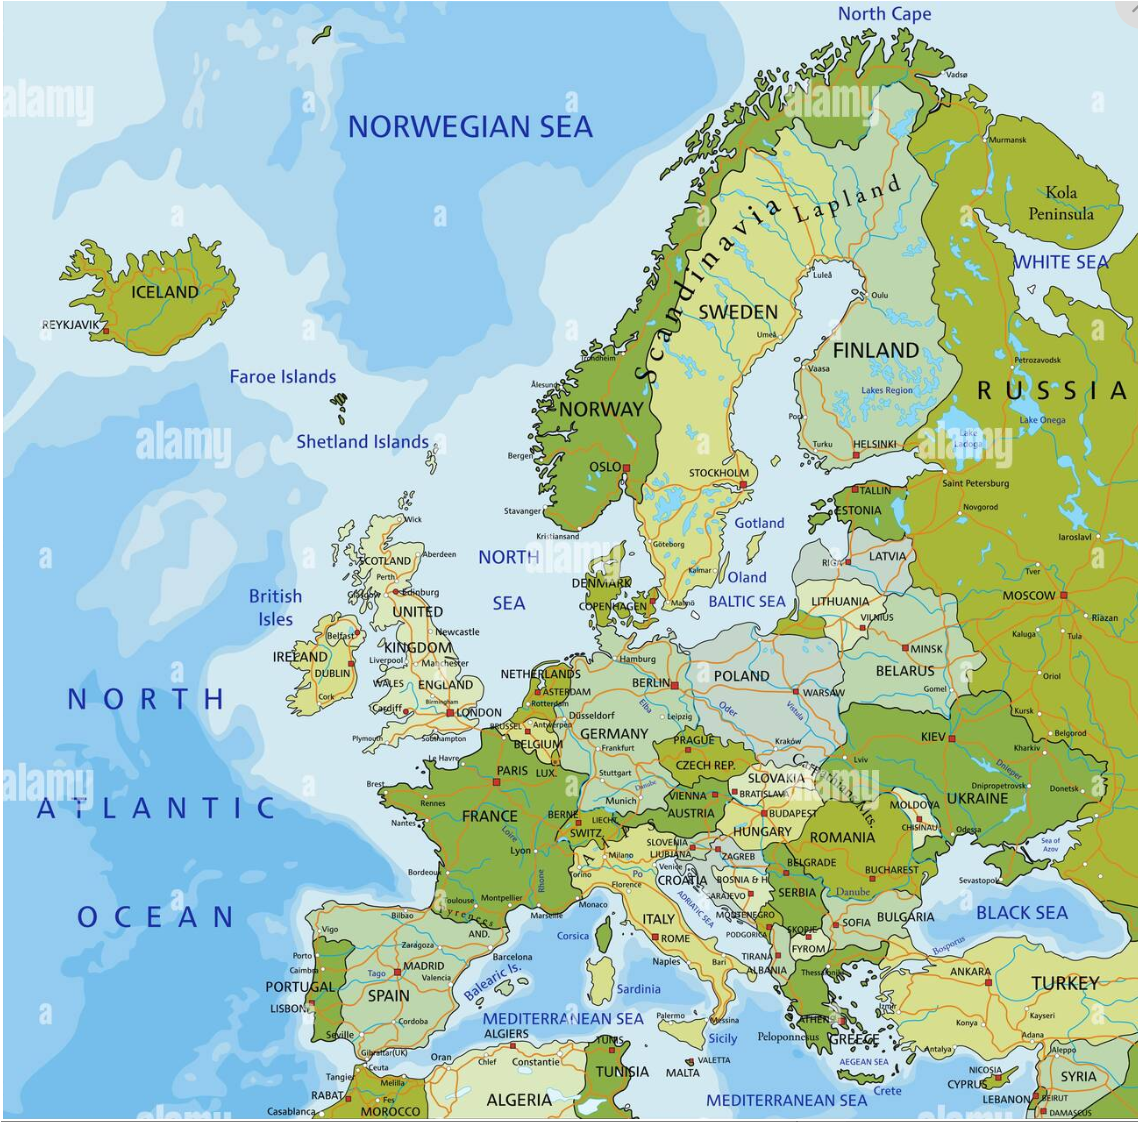 North Cape
Vadsø
alamy
a
a
alamy
a
NORWEGIAN SEA
Murmansk
Kola
Peninsula
Lapland
Scandinavia
a
a
a
WHITE SEA
Luleå
ICELAND
REYKJAVIK
Oulu
SWEDEN
Umeå
FINLAND
Trondheim
Vaasa
Petrozavodsk
Faroe Islands
Ålesund
Lakes Region
RUSSIA
NORWAY
Lake Onega
Shetland Islands
alamy
a
alamy
Lake
Ladoga
Turku
HELSINKI
Bergen
OSLO
STOCKHOLM
Saint Petersburg
TALLIN
ESTONIA
Novgorod
Stavanger
Wick
Gotland
Kristiansand
Iaroslavl
Göteborg
NORTH
SEA
Aberdeen
SCOTLAND
LATVIA
RIGA
Perth
Kalmar
Oland
Tver
DENMARK
Glasgow
Edinburg
British
Isles
COPENHAGEN
Malmö
BALTIC SEA
LITHUANIA
VILNIUS
MOSCOW
UNITED
KINGDOM
Riazan
Kaluga
Tula
Belfast
Newcastle
IRELAND
DUBLIN
Liverpool
Manchester
Hamburg
MINSK
BELARUS
NETHERLANDS
ASTERDAM
BERLIN
POLAND
Oriol
WALES
ENGLAND
Birmingham
Gomel
WARSAW
Cork
Rotterdam
Elba
Oder
Vistula
Cardiff
LONDON
Düsseldorf
Leipzig
Kursk
NORTH
BRUSSEL
Antwerpen
GERMANY
Belgorod
Plymouth
Southampton
BELGIUM
Frankfurt
PRAGUE
Kraków
KIEV
Kharkiv
Le Havre
LUX.
CZECH REP.
Lviv
PARIS
Stuttgart
Danube
SLOVAKIA
Dnieper
Brest
BRATISLAVA
Dnipropetrovsk
Donetsk
Rennes
Munich
VIENNA
AUSTRIA
UKRAINE
MOLDOVA
CHISINAU
ATLANTIC
Nantes
FRANCE
Loire
BERNE
LIECHT.
SWITZ.
BUDAPEST
HUNGARY
ROMANIA
Odessa
Lyon
Milano
SLOVENIA
LJUBLJANA
ZAGREB
Sea of
Azov
Bordeaux
Rhone
Torino
Po
Venice
CROATIA
BELGRADE
BUCHAREST
Florence
BOSNIA & H.
SARAJEVO
SERBIA
Sevastopol
Toulouse
Montpellier
Monaco
ADRIATIC SEA
Danube
OCEAN
Bilbao
Pyrenees
Marseille
ITALY
MONTENEGRO
PODGORICA
SOFIA
BULGARIA
BLACK SEA
Vigo
AND.
Corsica
ROME
SKOPJE
FYROM
Porto
Zaragoza
Barcelona
Naples
Bari
TIRANA
ALBANIA
Bosporus
Caimbra
Tago
MADRID
Thessaloniki
ANKARA
TURKEY
PORTUGAL
Valencia
Balearic Is.
Sardinia
SPAIN
LISBON
Cordoba
MEDITERRANEAN SEA
Palermo
Messina
ATHENS
Izmir
Konya
Kayseri
Seville
ALGIERS
TUNIS
Sicily
Peloponnesus
GREECE
Adana
Gibraltar(UK)
Oran
Chlef
Constantine
VALETTA
MALTA
AEGEAN SEA
Antalya
Aleppo
Ceuta
Tangier
Melilla
TUNISIA
NICOSIA
CYPRUS
SYRIA
RABAT
Fes
ALGERIA
MEDITERRANEAN SEA
Crete
LEBANON
BEIRUT
Casablanca
MOROCCO
DAMASCUS